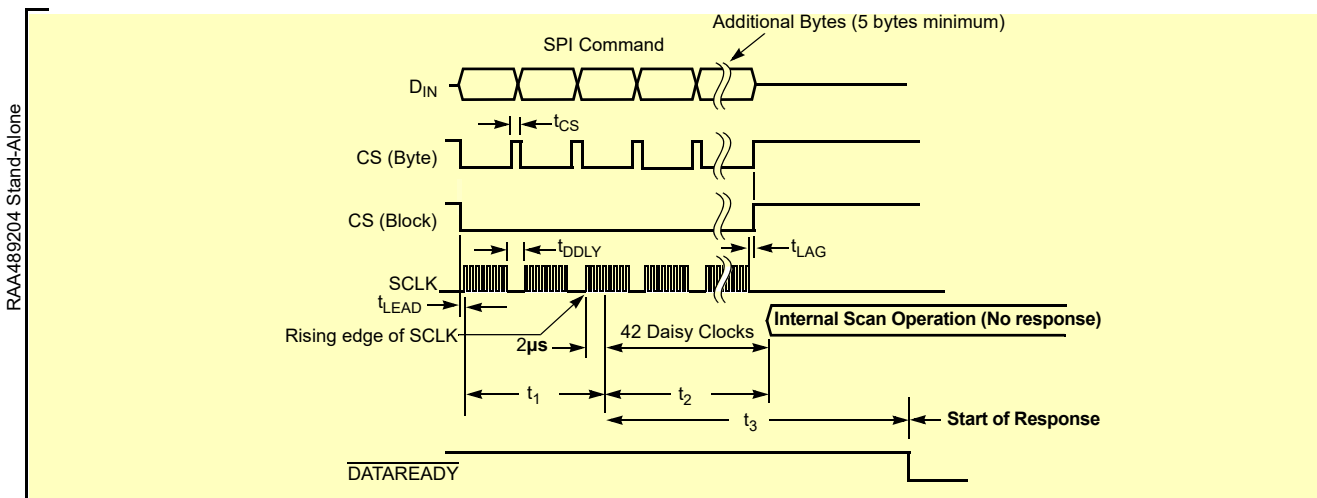 RAA489204 Stand-Alone
Additional Bytes (5 bytes minimum)
SPI Command
DIN
tCS
CS (Byte)
CS (Block)
tDDLY
tLAG
SCLK
tLEAD
Internal Scan Operation (No response)
Rising edge of SCLK
2µs
42 Daisy Clocks
t1
t2
t3
Start of Response
DATAREADY